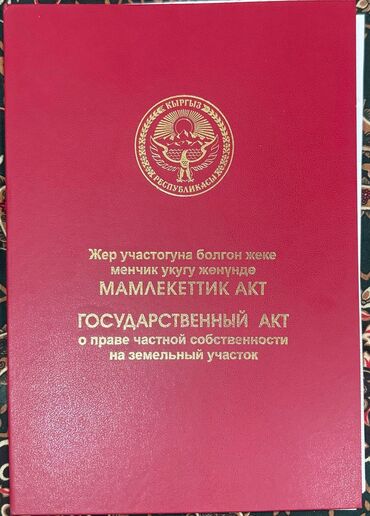 КЫРГЫЗ
РЕСПУБЛИКАСЫ
Жер участогуна болгон жеке
менчик укугу жөнүндө
МАМЛЕКЕТТИК АКТ
ГОСУДАРСТВЕННЫЙ АКТ
о праве частной собственности
на земельный участок